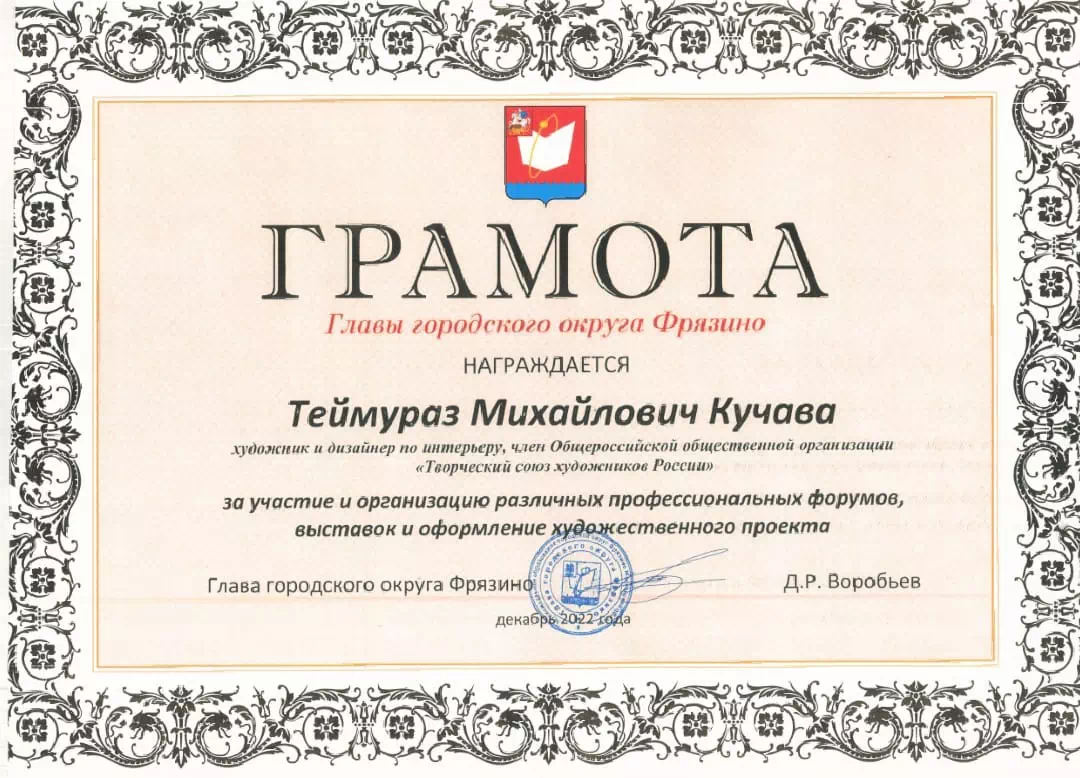 ГРАМОТА
Главы городского округа Фрязино
НАГРАЖДАЕТСЯ
Теймураз Михайлович Кучава
художник и дизайнер по интерьеру, член Общероссийской общественной организации
«Творческий союз художников России»
за участие и организацию различных профессиональных форумов,
выставок и оформление художественного проекта
Глава городского округа Фрязино
Д.Р. Воробьев
декабрь 2022 года